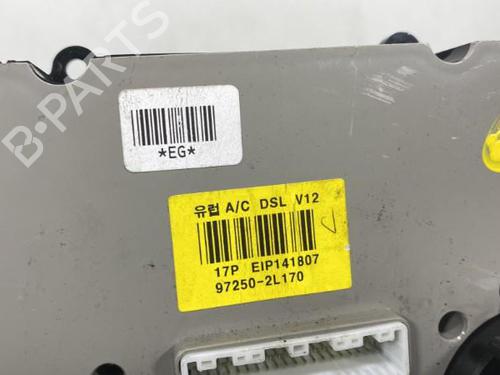 B-PARTS
*EG*
유럽 A/C DSL V12
17P EIP141807
97250-2L170